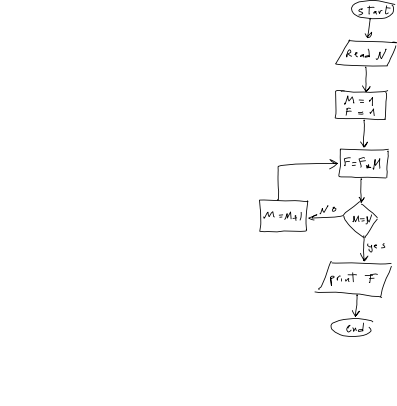 start
Read N
M = 1
F = 1
F=F*M
M=M+1
NO
M=N
yes
print F
end